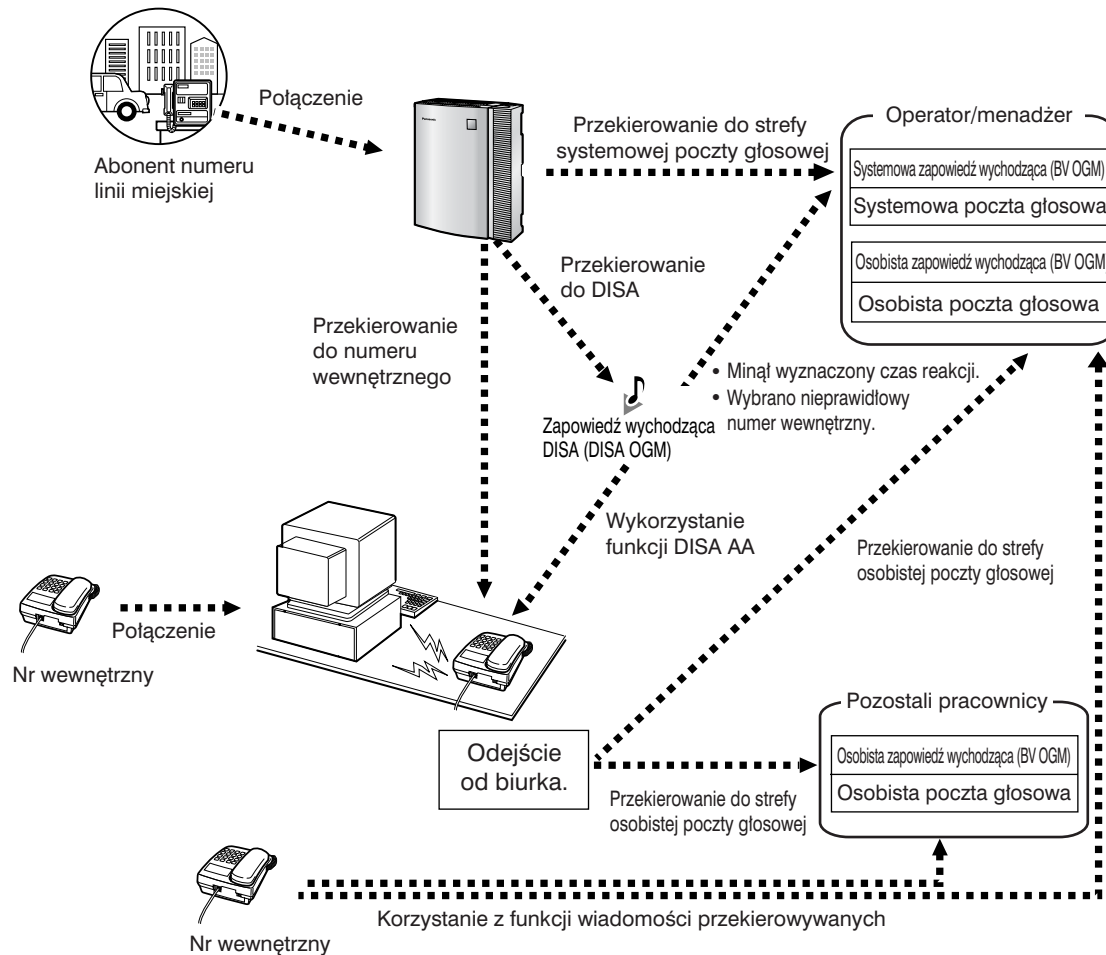 Połączenie
Abonent numeru
linii miejskiej
Panasonic
Przekierowanie do strefy
systemowej poczty głosowej
Operator/menadżer
Systemowa zapowiedź wychodząca (BV OGM)
Systemowa poczta głosowa
Osobista zapowiedź wychodząca (BV OGM
Osobista poczta głosowa
Przekierowanie
do DISA
Przekierowanie
do numeru
wewnętrznego
• Minął wyznaczony czas reakcji.
• Wybrano nieprawidłowy
numer wewnętrzny.
Zapowiedź wychodząca
DISA (DISA OGM)
Wykorzystanie
funkcji DISA AA
Przekierowanie do strefy
osobistej poczty głosowej
Połączenie
Nr wewnętrzny
Odejście
od biurka.
Przekierowanie do strefy
osobistej poczty głosowej
Pozostali pracownicy
Osobista zapowiedź wychodząca (BV OGM)
Osobista poczta głosowa
Korzystanie z funkcji wiadomości przekierowywanych
Nr wewnętrzny